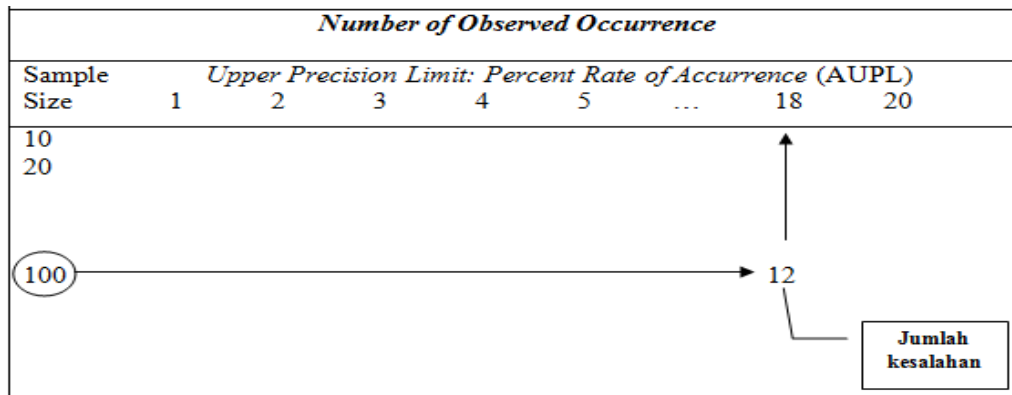 Number of Observed Occurrence
Sample Upper Precision Limit: Percent Rate of Accurrence (AUPL)
Size 1 2 3 4 5 … 18 20
10
20
100 12
Jumlah
kesalahan